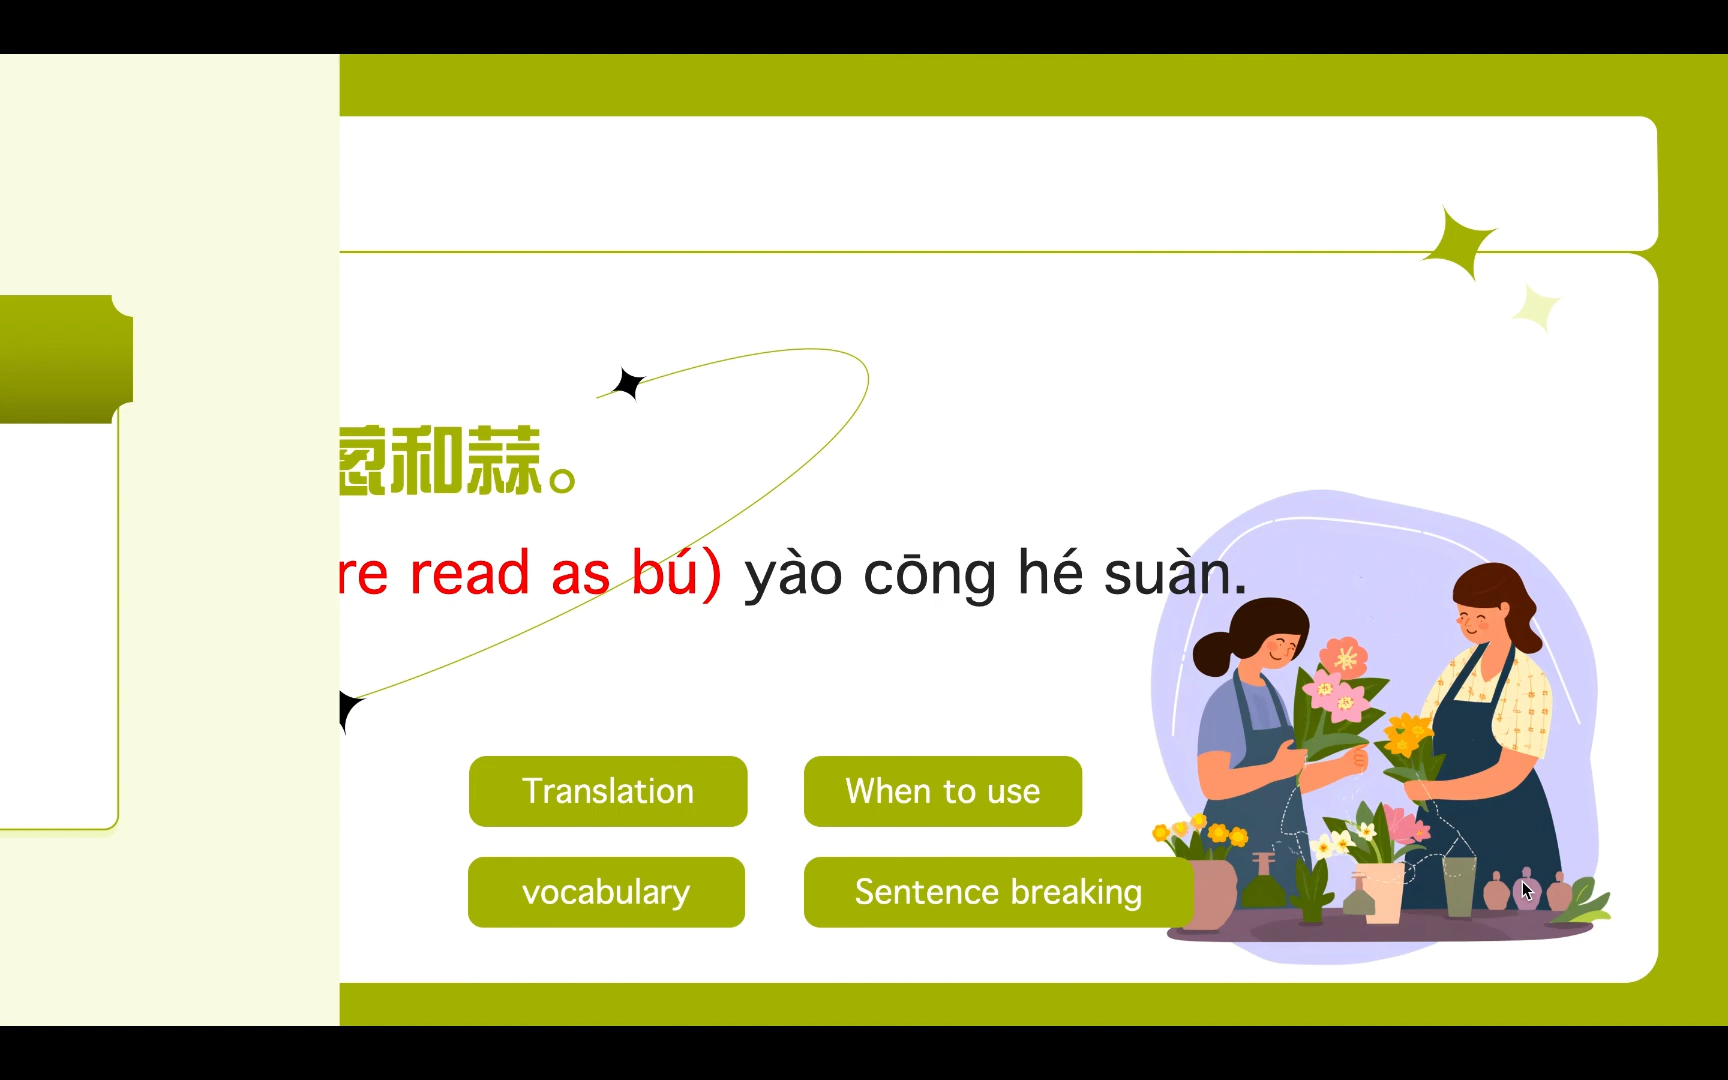 葱和蒜。
re read as bú) yào cōng hé suàn.
Translation
When to use
vocabulary
Sentence breaking